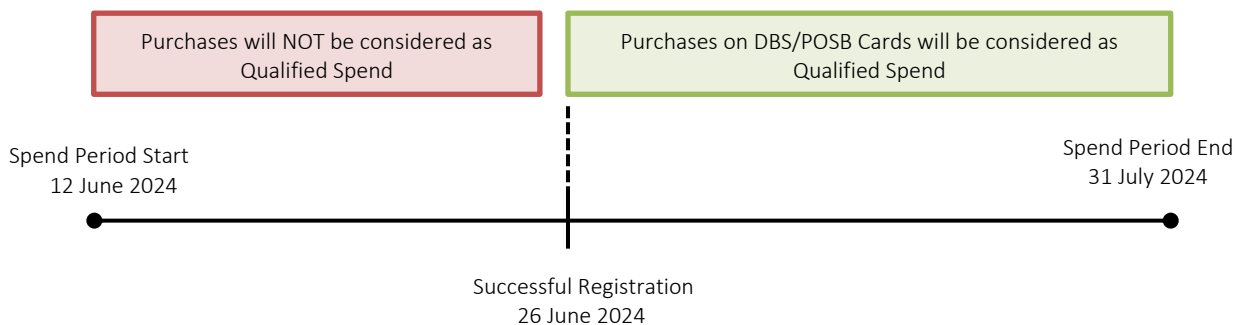 Purchases will NOT be considered as
Qualified Spend
Purchases on DBS/POSB Cards will be considered as
Qualified Spend
Spend Period Start
12 June 2024
Spend Period End
31 July 2024
Successful Registration
26 June 2024